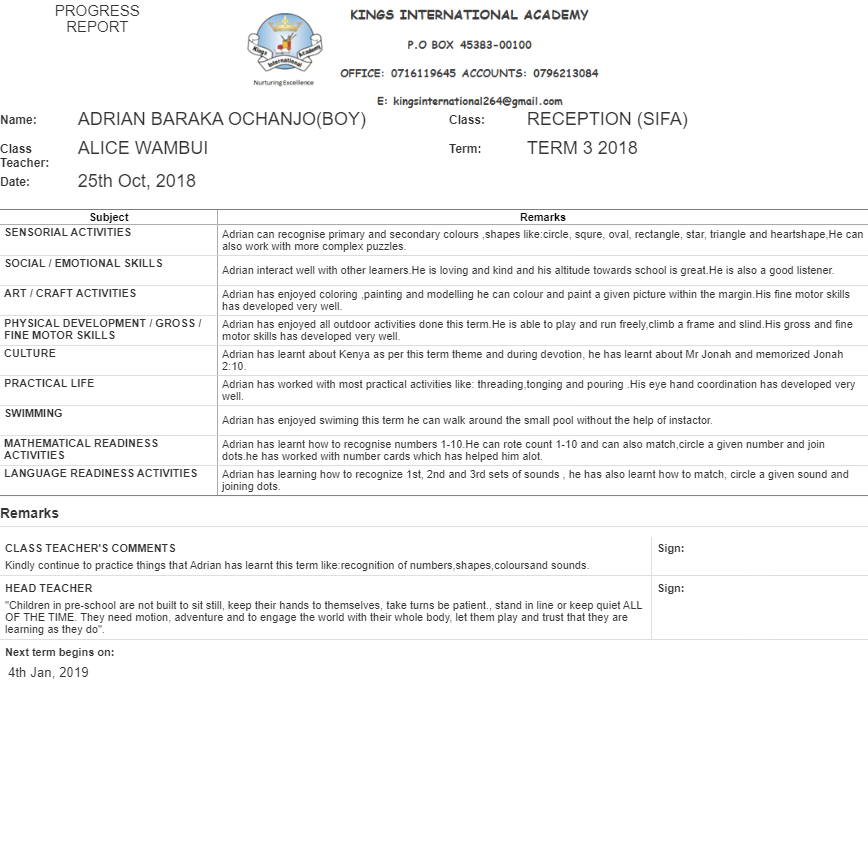 PROGRESS
REPORT
Kings International Academy
Nurturing Excellence
KINGS INTERNATIONAL ACADEMY
P.O BOX 45383-00100
OFFICE: 0716119645 ACCOUNTS: 0796213084
E: kingsinternational264@gmail.com
Name: ADRIAN BARAKA OCHANJO(BOY) Class: RECEPTION (SIFA)
Class Teacher: ALICE WAMBUI Term: TERM 3 2018
Date: 25th Oct, 2018
Subject Remarks
SENSORIAL ACTIVITIES Adrian can recognise primary and secondary colours ,shapes like:circle, squre, oval, rectangle, star, triangle and heartshape,He can
also work with more complex puzzles.
SOCIAL / EMOTIONAL SKILLS
Adrian interact well with other learners.He is loving and kind and his altitude towards school is great.He is also a good listener.
ART / CRAFT ACTIVITIES Adrian has enjoyed coloring ,painting and modelling he can colour and paint a given picture within the margin.His fine motor skills
has developed very well.
PHYSICAL DEVELOPMENT / GROSS /
FINE MOTOR SKILLS
Adrian has enjoyed all outdoor activities done this term.He is able to play and run freely,climb a frame and slind.His gross and fine
motor skills has developed very well.
CULTURE Adrian has learnt about Kenya as per this term theme and during devotion, he has learnt about Mr Jonah and memorized Jonah
2:10.
PRACTICAL LIFE Adrian has worked with most practical activities like: threading,tonging and pouring .His eye hand coordination has developed very
well.
SWIMMING
Adrian has enjoyed swiming this term he can walk around the small pool without the help of instactor.
MATHEMATICAL READINESS
ACTIVITIES
Adrian has learnt how to recognise numbers 1-10.He can rote count 1-10 and can also match,circle a given number and join
dots.he has worked with number cards which has helped him alot.
LANGUAGE READINESS ACTIVITIES Adrian has learning how to recognize 1st, 2nd and 3rd sets of sounds , he has also learnt how to match, circle a given sound and
joining dots.
Remarks
CLASS TEACHER'S COMMENTS Sign:
Kindly continue to practice things that Adrian has learnt this term like:recognition of numbers,shapes,coloursand sounds.
HEAD TEACHER Sign:
"Children in pre-school are not built to sit still, keep their hands to themselves, take turns be patient., stand in line or keep quiet ALL
OF THE TIME. They need motion, adventure and to engage the world with their whole body, let them play and trust that they are
learning as they do".
Next term begins on:
4th Jan, 2019